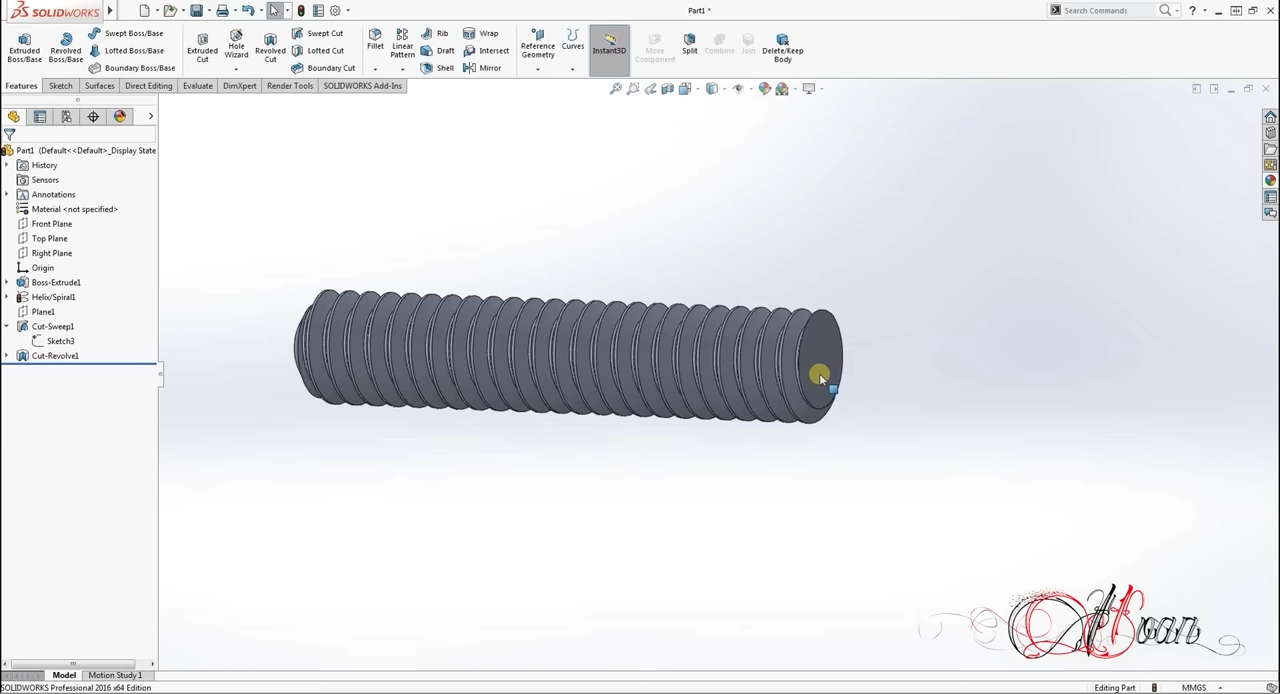 SOLIDWORKS
Part1 *
Search Commands
Extruded Boss/Base
Revolved Boss/Base
Swept Boss/Base
Lofted Boss/Base
Boundary Boss/Base
Extruded Cut
Hole Wizard
Revolved Cut
Swept Cut
Lofted Cut
Boundary Cut
Fillet
Linear Pattern
Rib
Draft
Shell
Wrap
Intersect
Mirror
Reference Geometry
Curves
Instant3D
Move Component
Split
Combine
Join
Delete/Keep Body
Features
Sketch
Surfaces
Direct Editing
Evaluate
DimXpert
Render Tools
SOLIDWORKS Add-Ins
Part1 (Default<<Default>_Display State
History
Sensors
Annotations
Material <not specified>
Front Plane
Top Plane
Right Plane
Origin
Boss-Extrude1
Helix/Spiral1
Plane1
Cut-Sweep1
Sketch3
Cut-Revolve1
Model
Motion Study 1
SOLIDWORKS Professional 2016 x64 Edition
Editing Part
MMGS